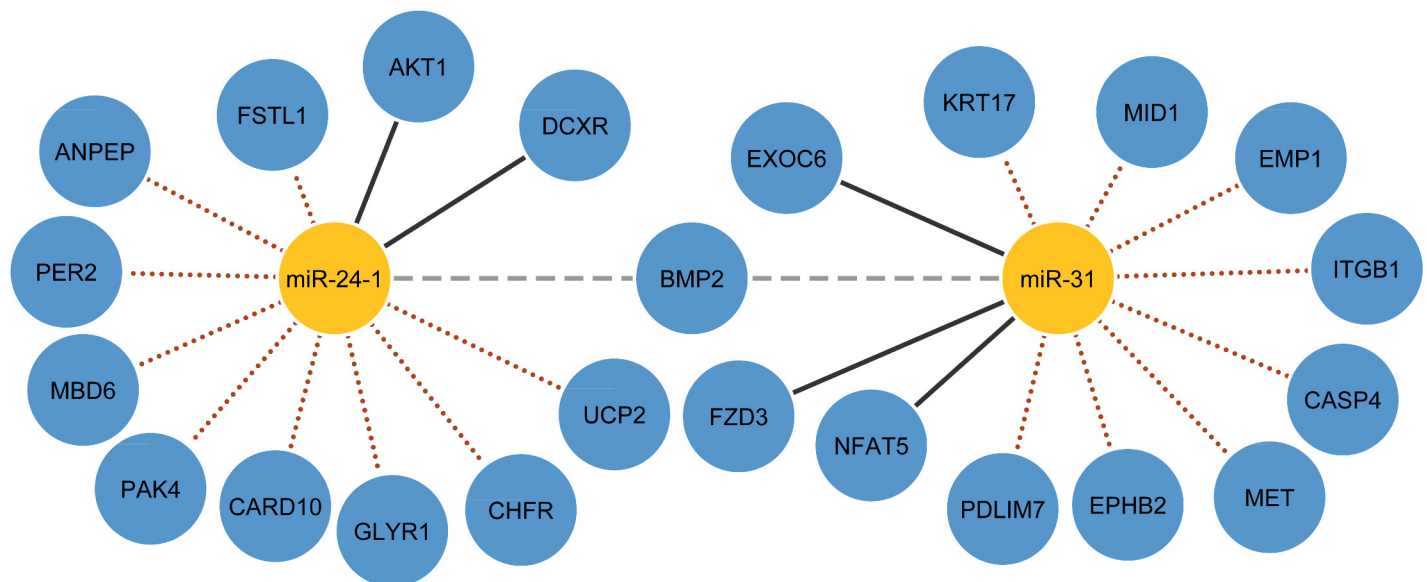 AKT1
FSTL1
DCXR
ANPEP
PER2
miR-24-1
MBD6
PAK4
CARD10
GLYR1
CHFR
UCP2
BMP2
KRT17
MID1
EXOC6
EMP1
miR-31
ITGB1
CASP4
FZD3
NFAT5
PDLIM7
EPHB2
MET